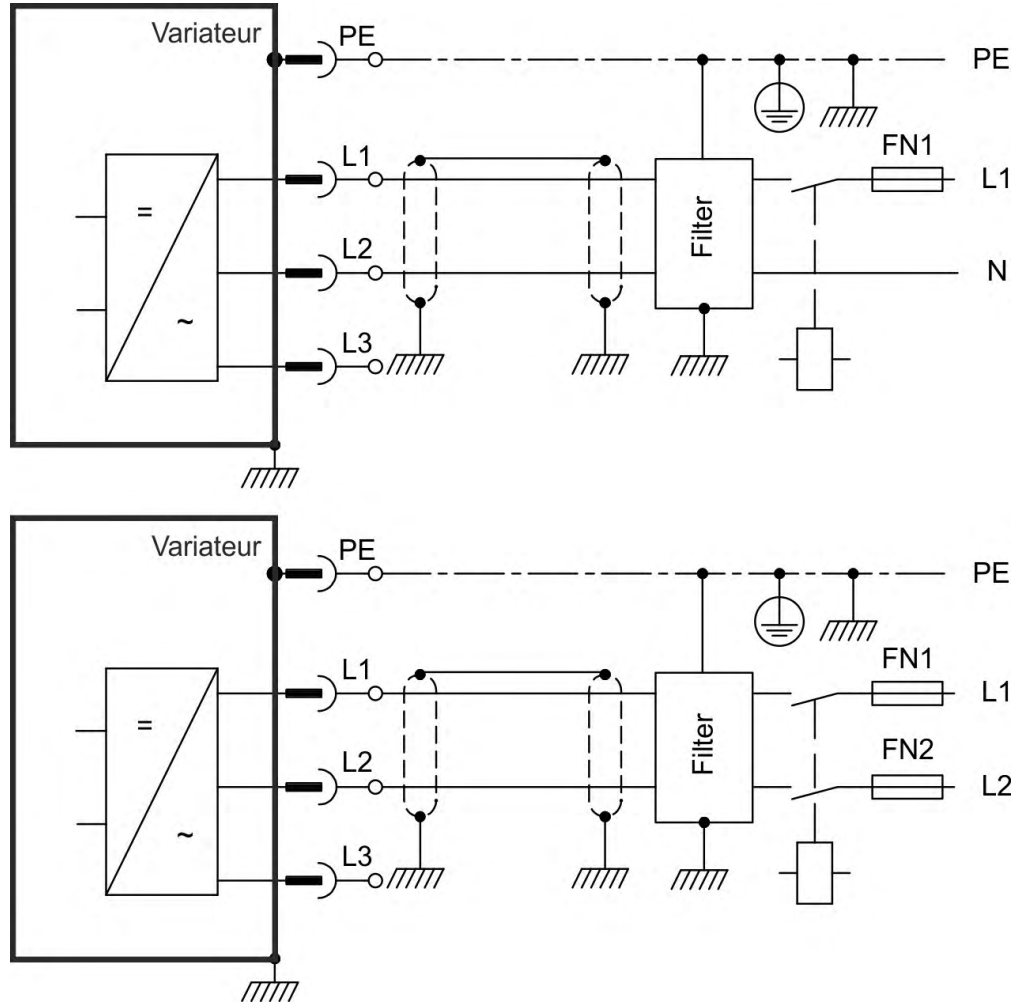 Variateur
PE
PE
L1
FN1
L1
=
Filter
L2
N
~
L3
Variateur
PE
PE
L1
FN1
L1
=
Filter
L2
FN2
L2
~
L3